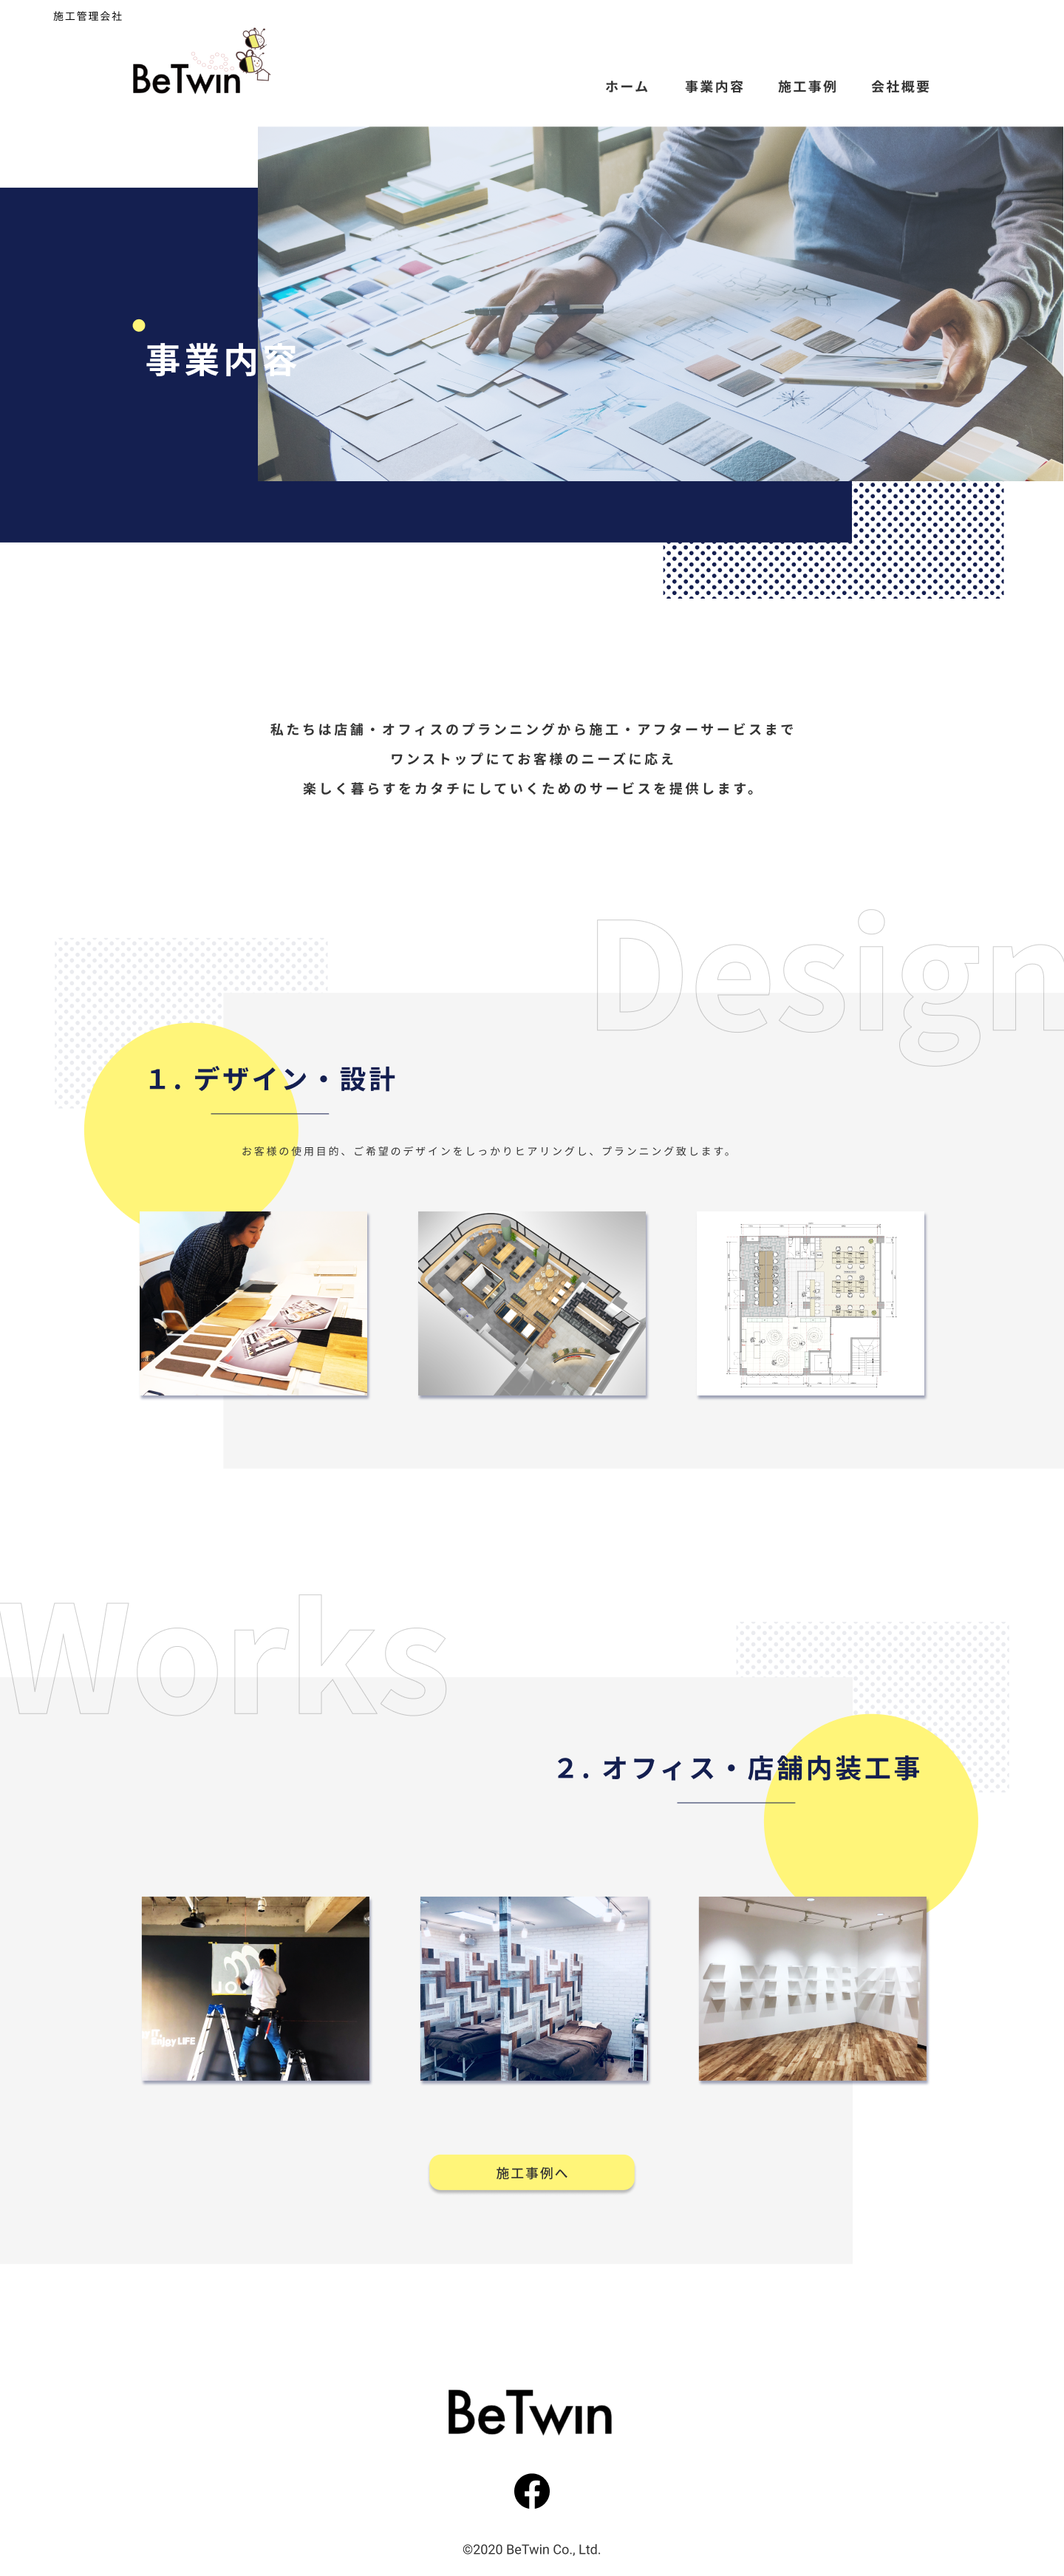 施工管理会社
BeTwin
ホーム 事業内容 施工事例 会社概要
事業内容
私たちは店舗・オフィスのプランニングから施工・アフターサービスまで
ワンストップにてお客様のニーズに応え
楽しく暮らすをカタチにしていくためのサービスを提供します。
Design
１. デザイン・設計
お客様の使用目的、ご希望のデザインをしっかりヒアリングし、プランニング致します。
Works
２. オフィス・店舗内装工事
enjoy LIFE
施工事例へ
BeTwin
©2020 BeTwin Co., Ltd.